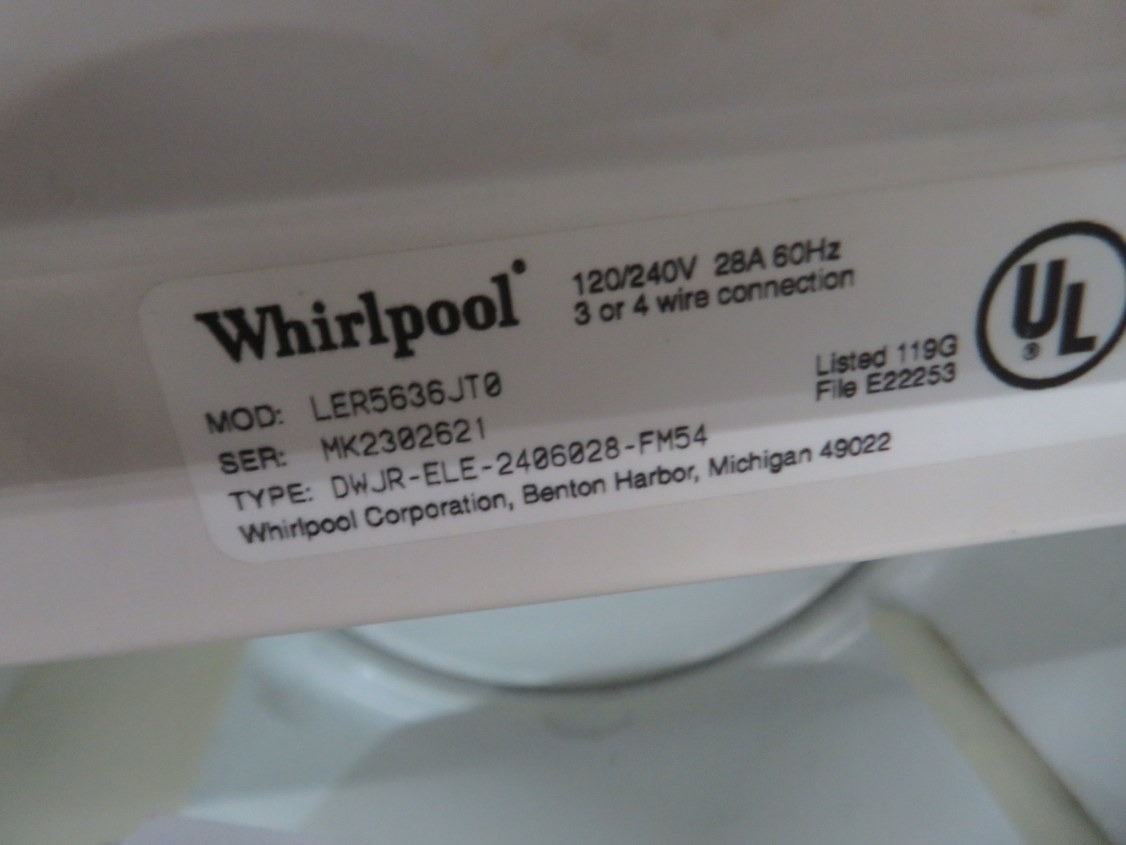 Whirlpool
120/240V 28A 60Hz
3 or 4 wire connection
MOD: LER5636JT0
SER: MK2302621
TYPE: DWJR-ELE-2406028-FM54
Whirlpool Corporation, Benton Harbor, Michigan 49022
Listed 119G
File E22253
UL
®